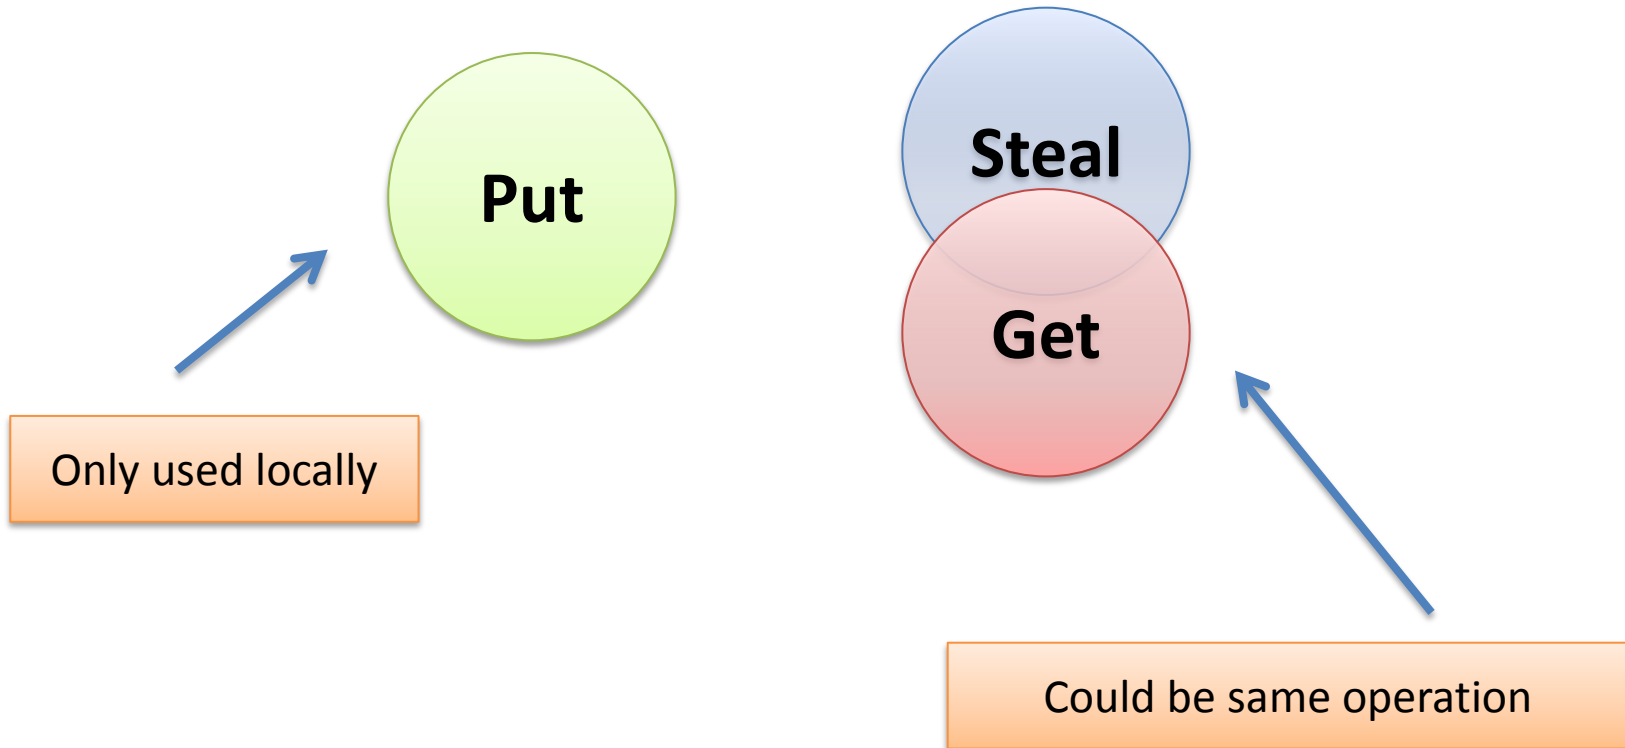 Put
Steal
Get
Only used locally
Could be same operation